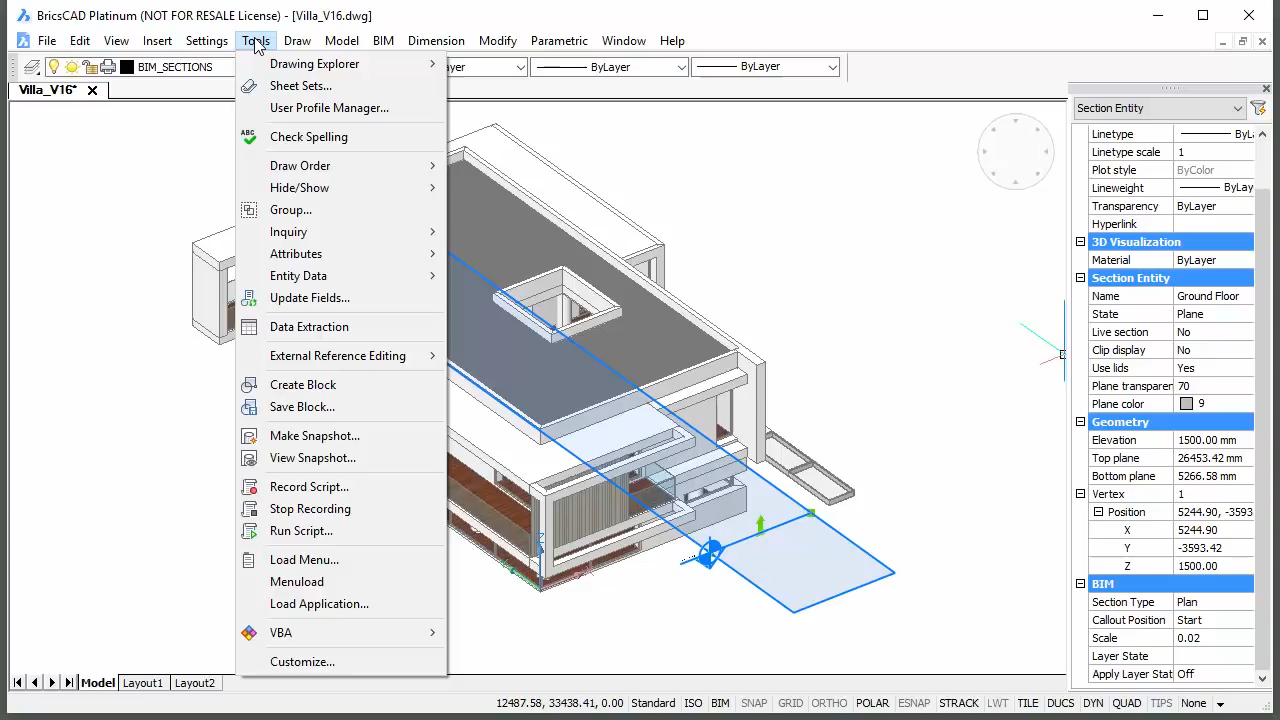 BricsCAD Platinum (NOT FOR RESALE License) - [Villa_V16.dwg]
File Edit View Insert Settings Tools Draw Model BIM Dimension Modify Parametric Window Help
BIM_SECTIONS
ayer
ByLayer
ByLayer
Villa_V16*
Drawing Explorer
Sheet Sets...
User Profile Manager...
ABC
Check Spelling
Draw Order
Hide/Show
Group...
Inquiry
Attributes
Entity Data
Update Fields...
Data Extraction
External Reference Editing
Create Block
Save Block...
Make Snapshot...
View Snapshot...
Record Script...
Stop Recording
Run Script...
Load Menu...
Menuload
Load Application...
VBA
Customize...
Section Entity
Linetype ByLa
Linetype scale 1
Plot style ByColor
Lineweight ByLay
Transparency ByLayer
Hyperlink
3D Visualization
Material ByLayer
Section Entity
Name Ground Floor
State Plane
Live section No
Clip display No
Use lids Yes
Plane transparer 70
Plane color 9
Geometry
Elevation 1500.00 mm
Top plane 26453.42 mm
Bottom plane 5266.58 mm
Vertex 1
Position 5244.90, -3593
X 5244.90
Y -3593.42
Z 1500.00
BIM
Section Type Plan
Callout Position Start
Scale 0.02
Layer State
Apply Layer Stat Off
Model Layout1 Layout2
12487.58, 33438.41, 0.00 Standard ISO BIM SNAP GRID ORTHO POLAR ESNAP STRACK LWT TILE DUCS DYN QUAD TIPS None